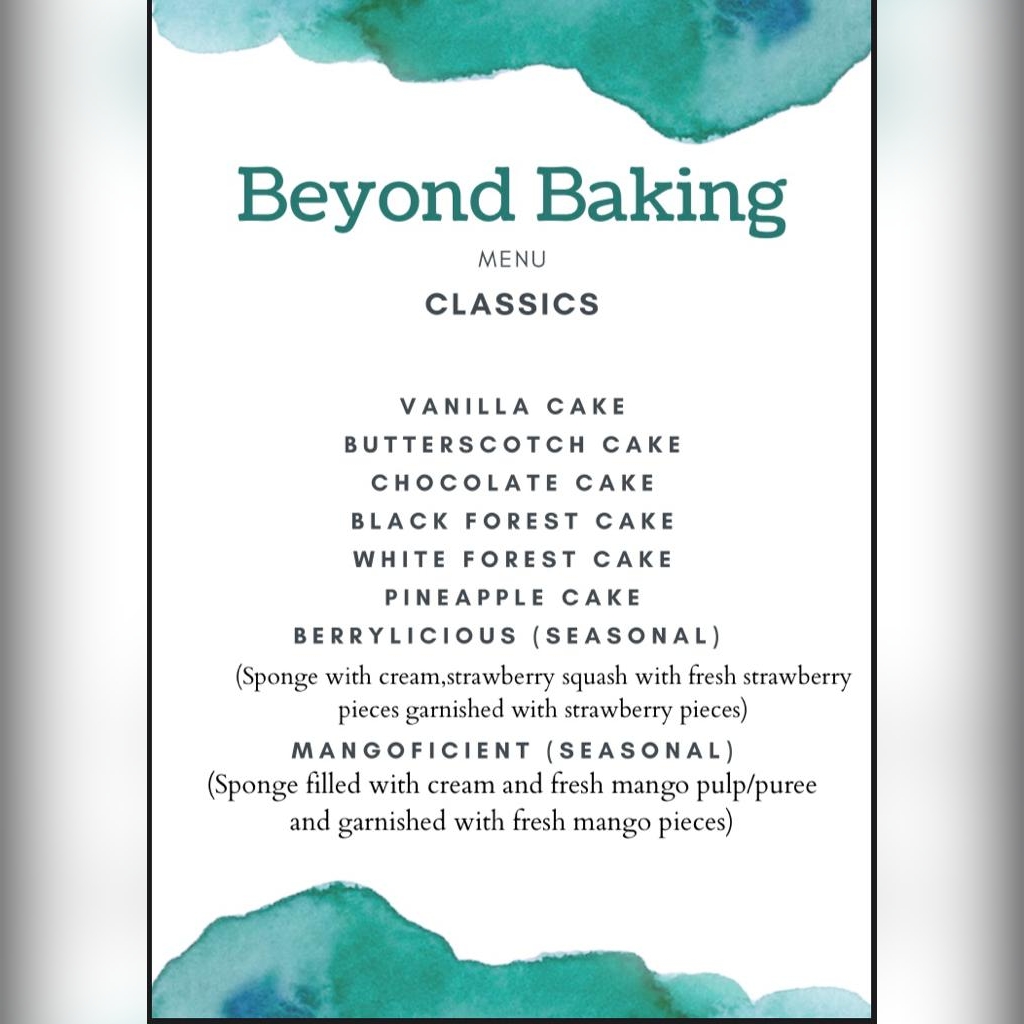 Beyond Baking
MENU
CLASSICS
VANILLA CAKE
BUTTERSCOTCH CAKE
CHOCOLATE CAKE
BLACK FOREST CAKE
WHITE FOREST CAKE
PINEAPPLE CAKE
BERRYLICIOUS (SEASONAL)
(Sponge with cream,strawberry squash with fresh strawberry
pieces garnished with strawberry pieces)
MANGOFICIENT (SEASONAL)
(Sponge filled with cream and fresh mango pulp/puree
and garnished with fresh mango pieces)